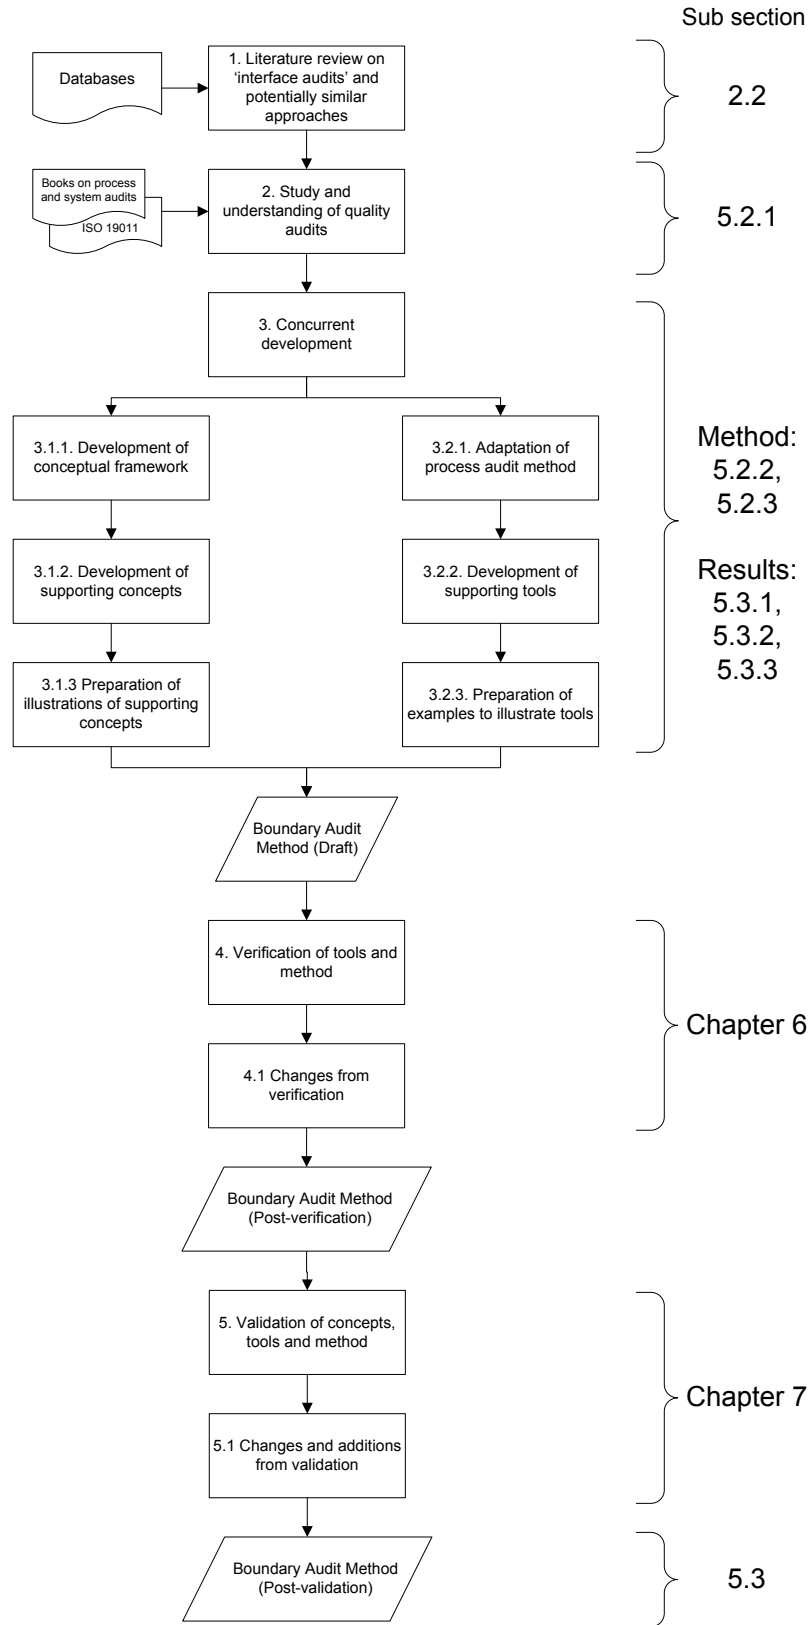 Sub section
Databases
1. Literature review on
‘interface audits’ and
potentially similar
approaches
2.2
Books on process
and system audits
ISO 19011
2. Study and
understanding of quality
audits
5.2.1
3. Concurrent
development
3.1.1. Development of
conceptual framework
3.2.1. Adaptation of
process audit method
3.1.2. Development of
supporting concepts
3.2.2. Development of
supporting tools
3.1.3 Preparation of
illustrations of supporting
concepts
3.2.3. Preparation of
examples to illustrate tools
Method:
5.2.2,
5.2.3
Results:
5.3.1,
5.3.2,
5.3.3
Boundary Audit
Method (Draft)
4. Verification of tools and
method
4.1 Changes from
verification
Chapter 6
Boundary Audit Method
(Post-verification)
5. Validation of concepts,
tools and method
5.1 Changes and additions
from validation
Chapter 7
Boundary Audit Method
(Post-validation)
5.3